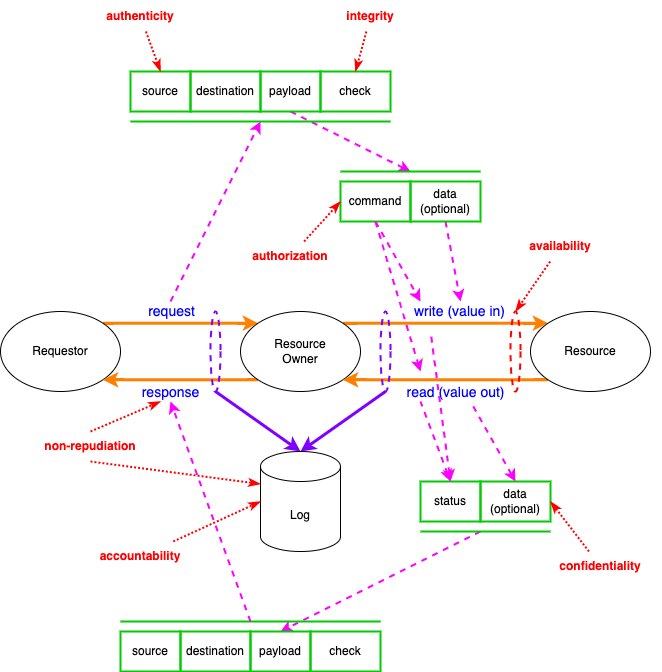 authenticity
integrity
source
destination
payload
check
command
data
(optional)
authorization
availability
request
write (value in)
Requestor
Resource
Owner
Resource
response
read (value out)
non-repudiation
status
data
(optional)
Log
accountability
confidentiality
source
destination
payload
check